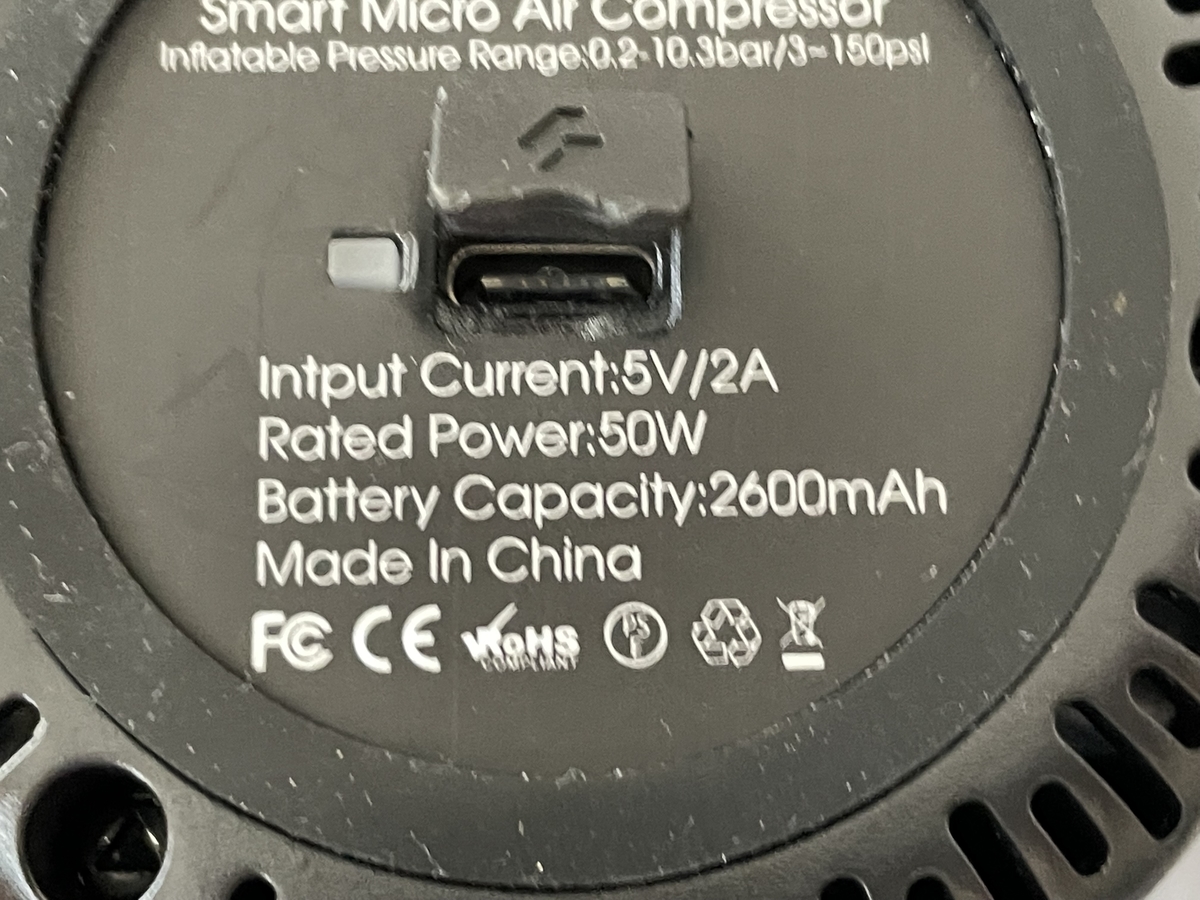 Smart Micro Air Compressor
Inflatable Pressure Range:0.2-10.3bar/3~150psI
Intput Current:5V/2A
Rated Power:50W
Battery Capacity:2600mAh
Made In China
FC CE RoHS PS E
COMPLIANT